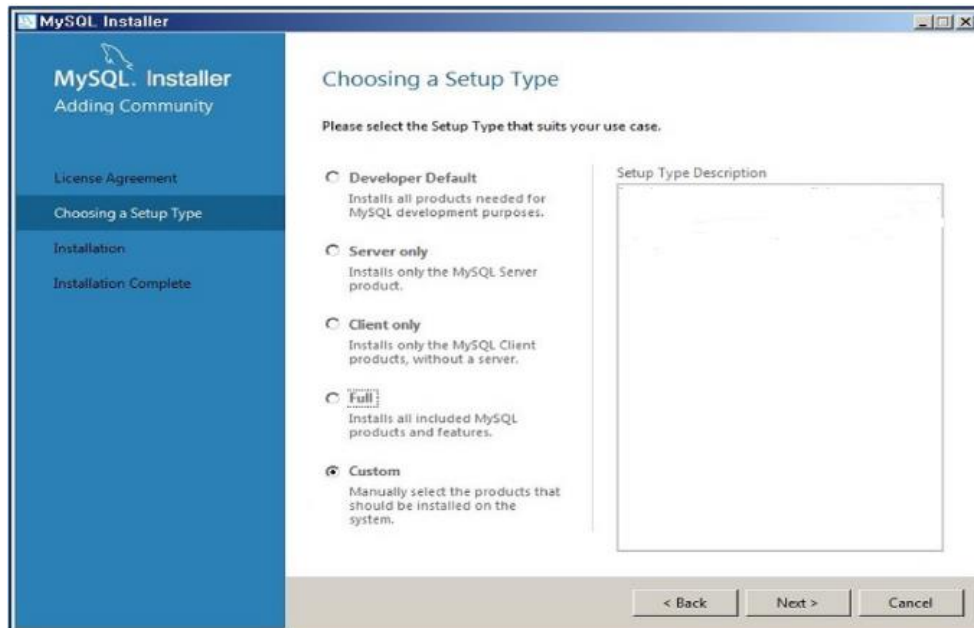 MySQL Installer
MySQL. Installer
Adding Community
License Agreement
Choosing a Setup Type
Installation
Installation Complete
Choosing a Setup Type
Please select the Setup Type that suits your use case.
Developer Default
Installs all products needed for
MySQL development purposes.
Server only
Installs only the MySQL Server
product.
Client only
Installs only the MySQL Client
products, without a server.
Full
Installs all included MySQL
products and features.
Custom
Manually select the products that
should be installed on the
system.
Setup Type Description
< Back
Next >
Cancel